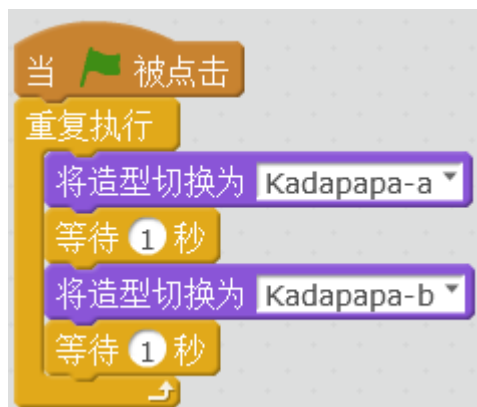 当 被点击
重复执行
将造型切换为 Kadapapa-a
等待 1 秒
将造型切换为 Kadapapa-b
等待 1 秒